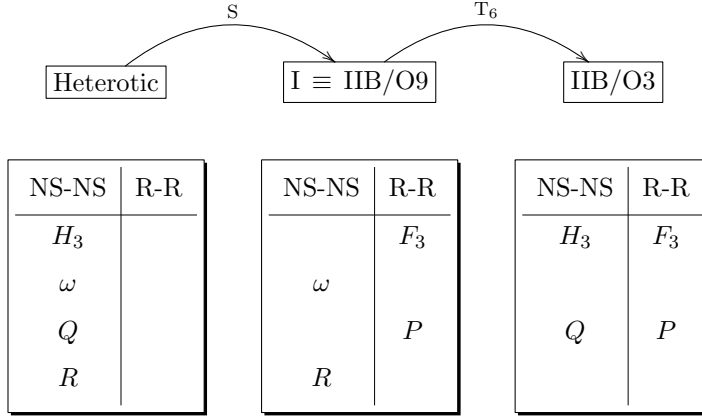 S T₆
Heterotic I ≡ IIB/O9 IIB/O3
NS-NS R-R NS-NS R-R NS-NS R-R
H₃ F₃ H₃ F₃
ω ω
Q P Q P
R R